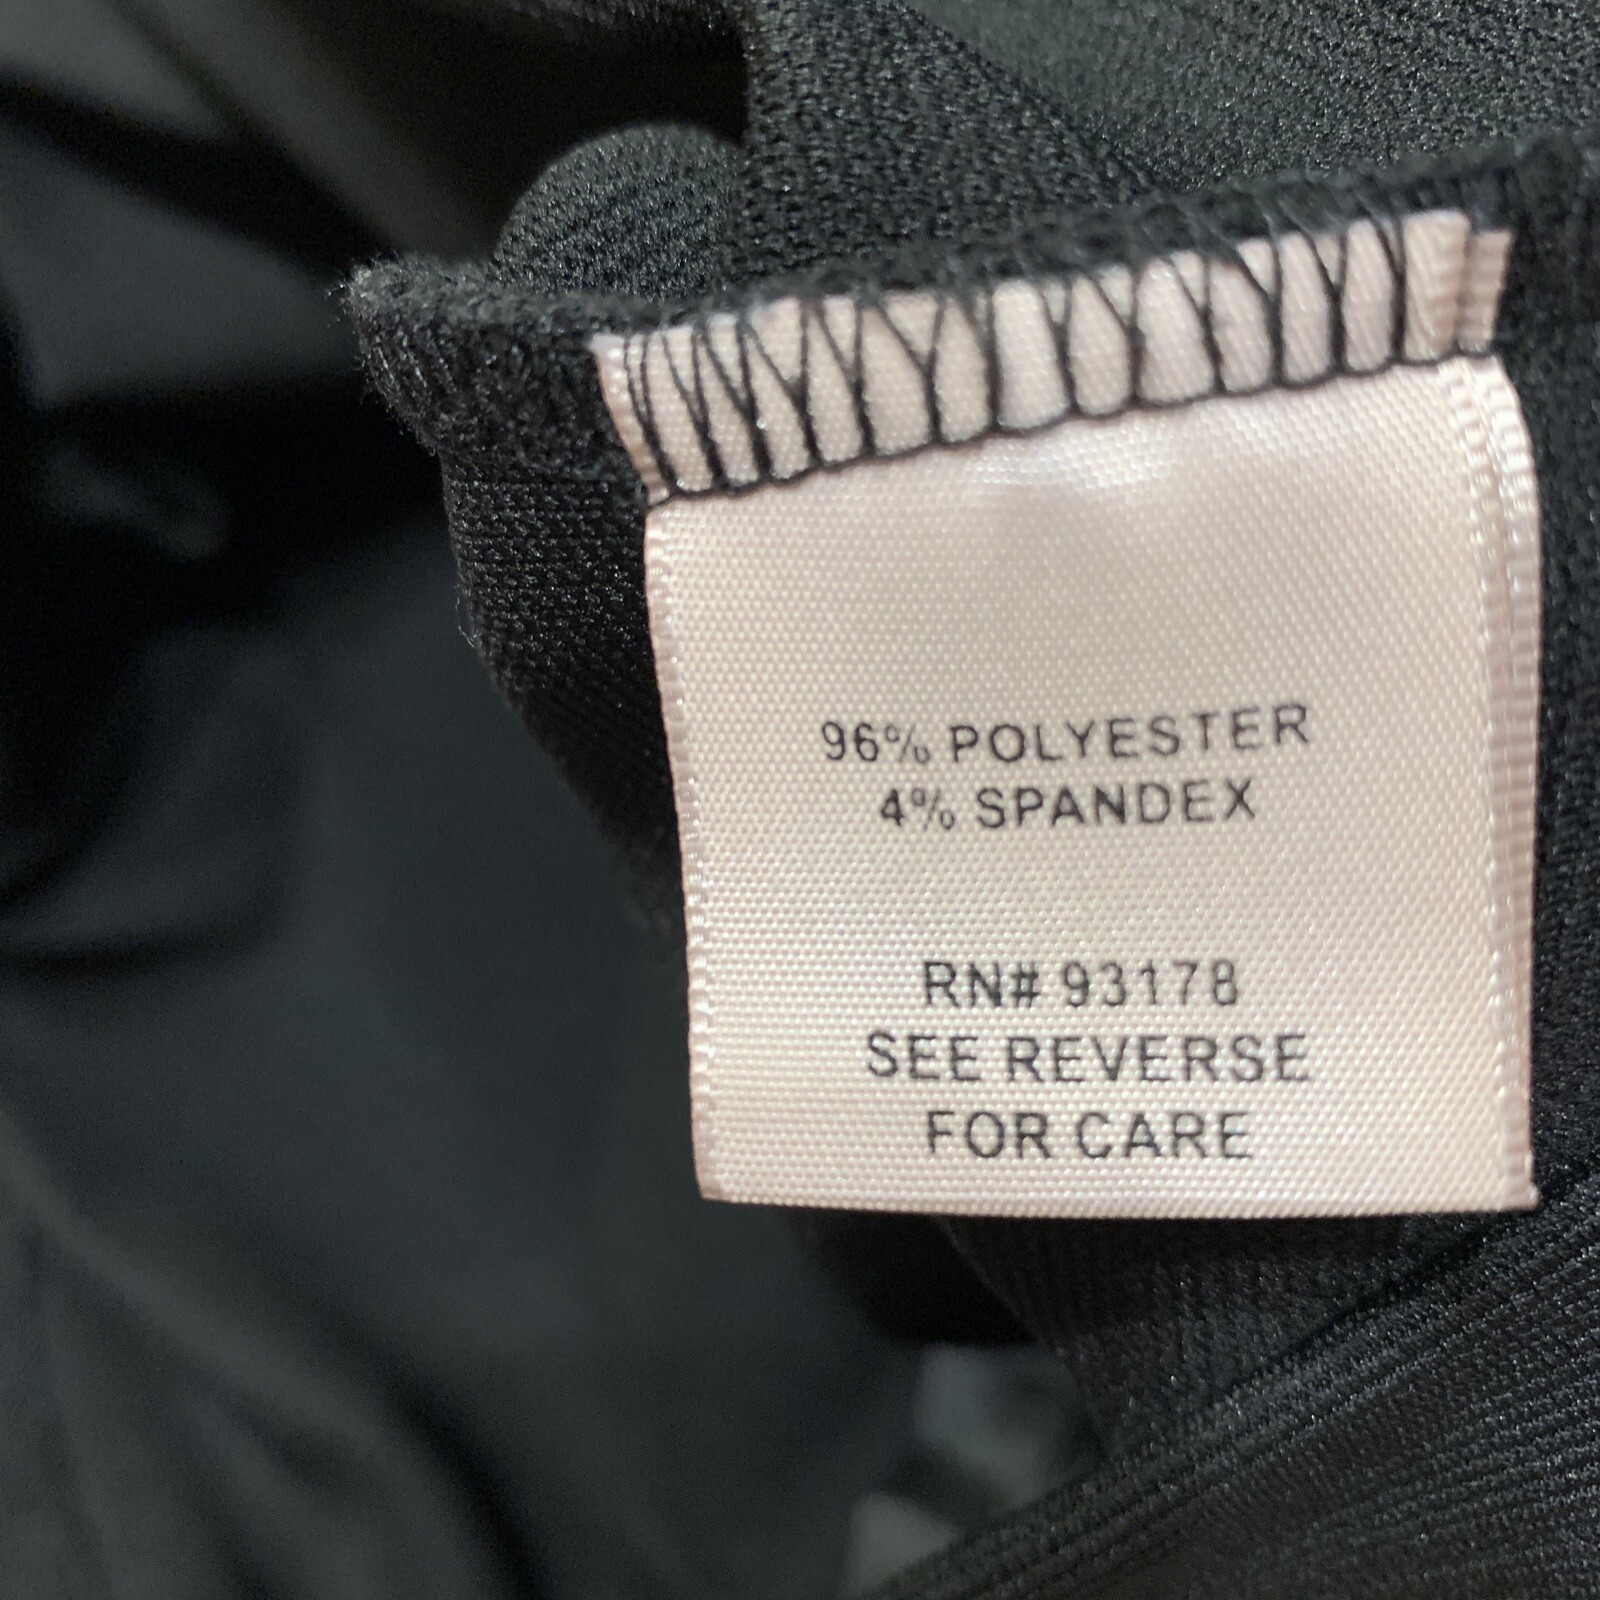 96% POLYESTER
4% SPANDEX
RN# 93178
SEE REVERSE
FOR CARE